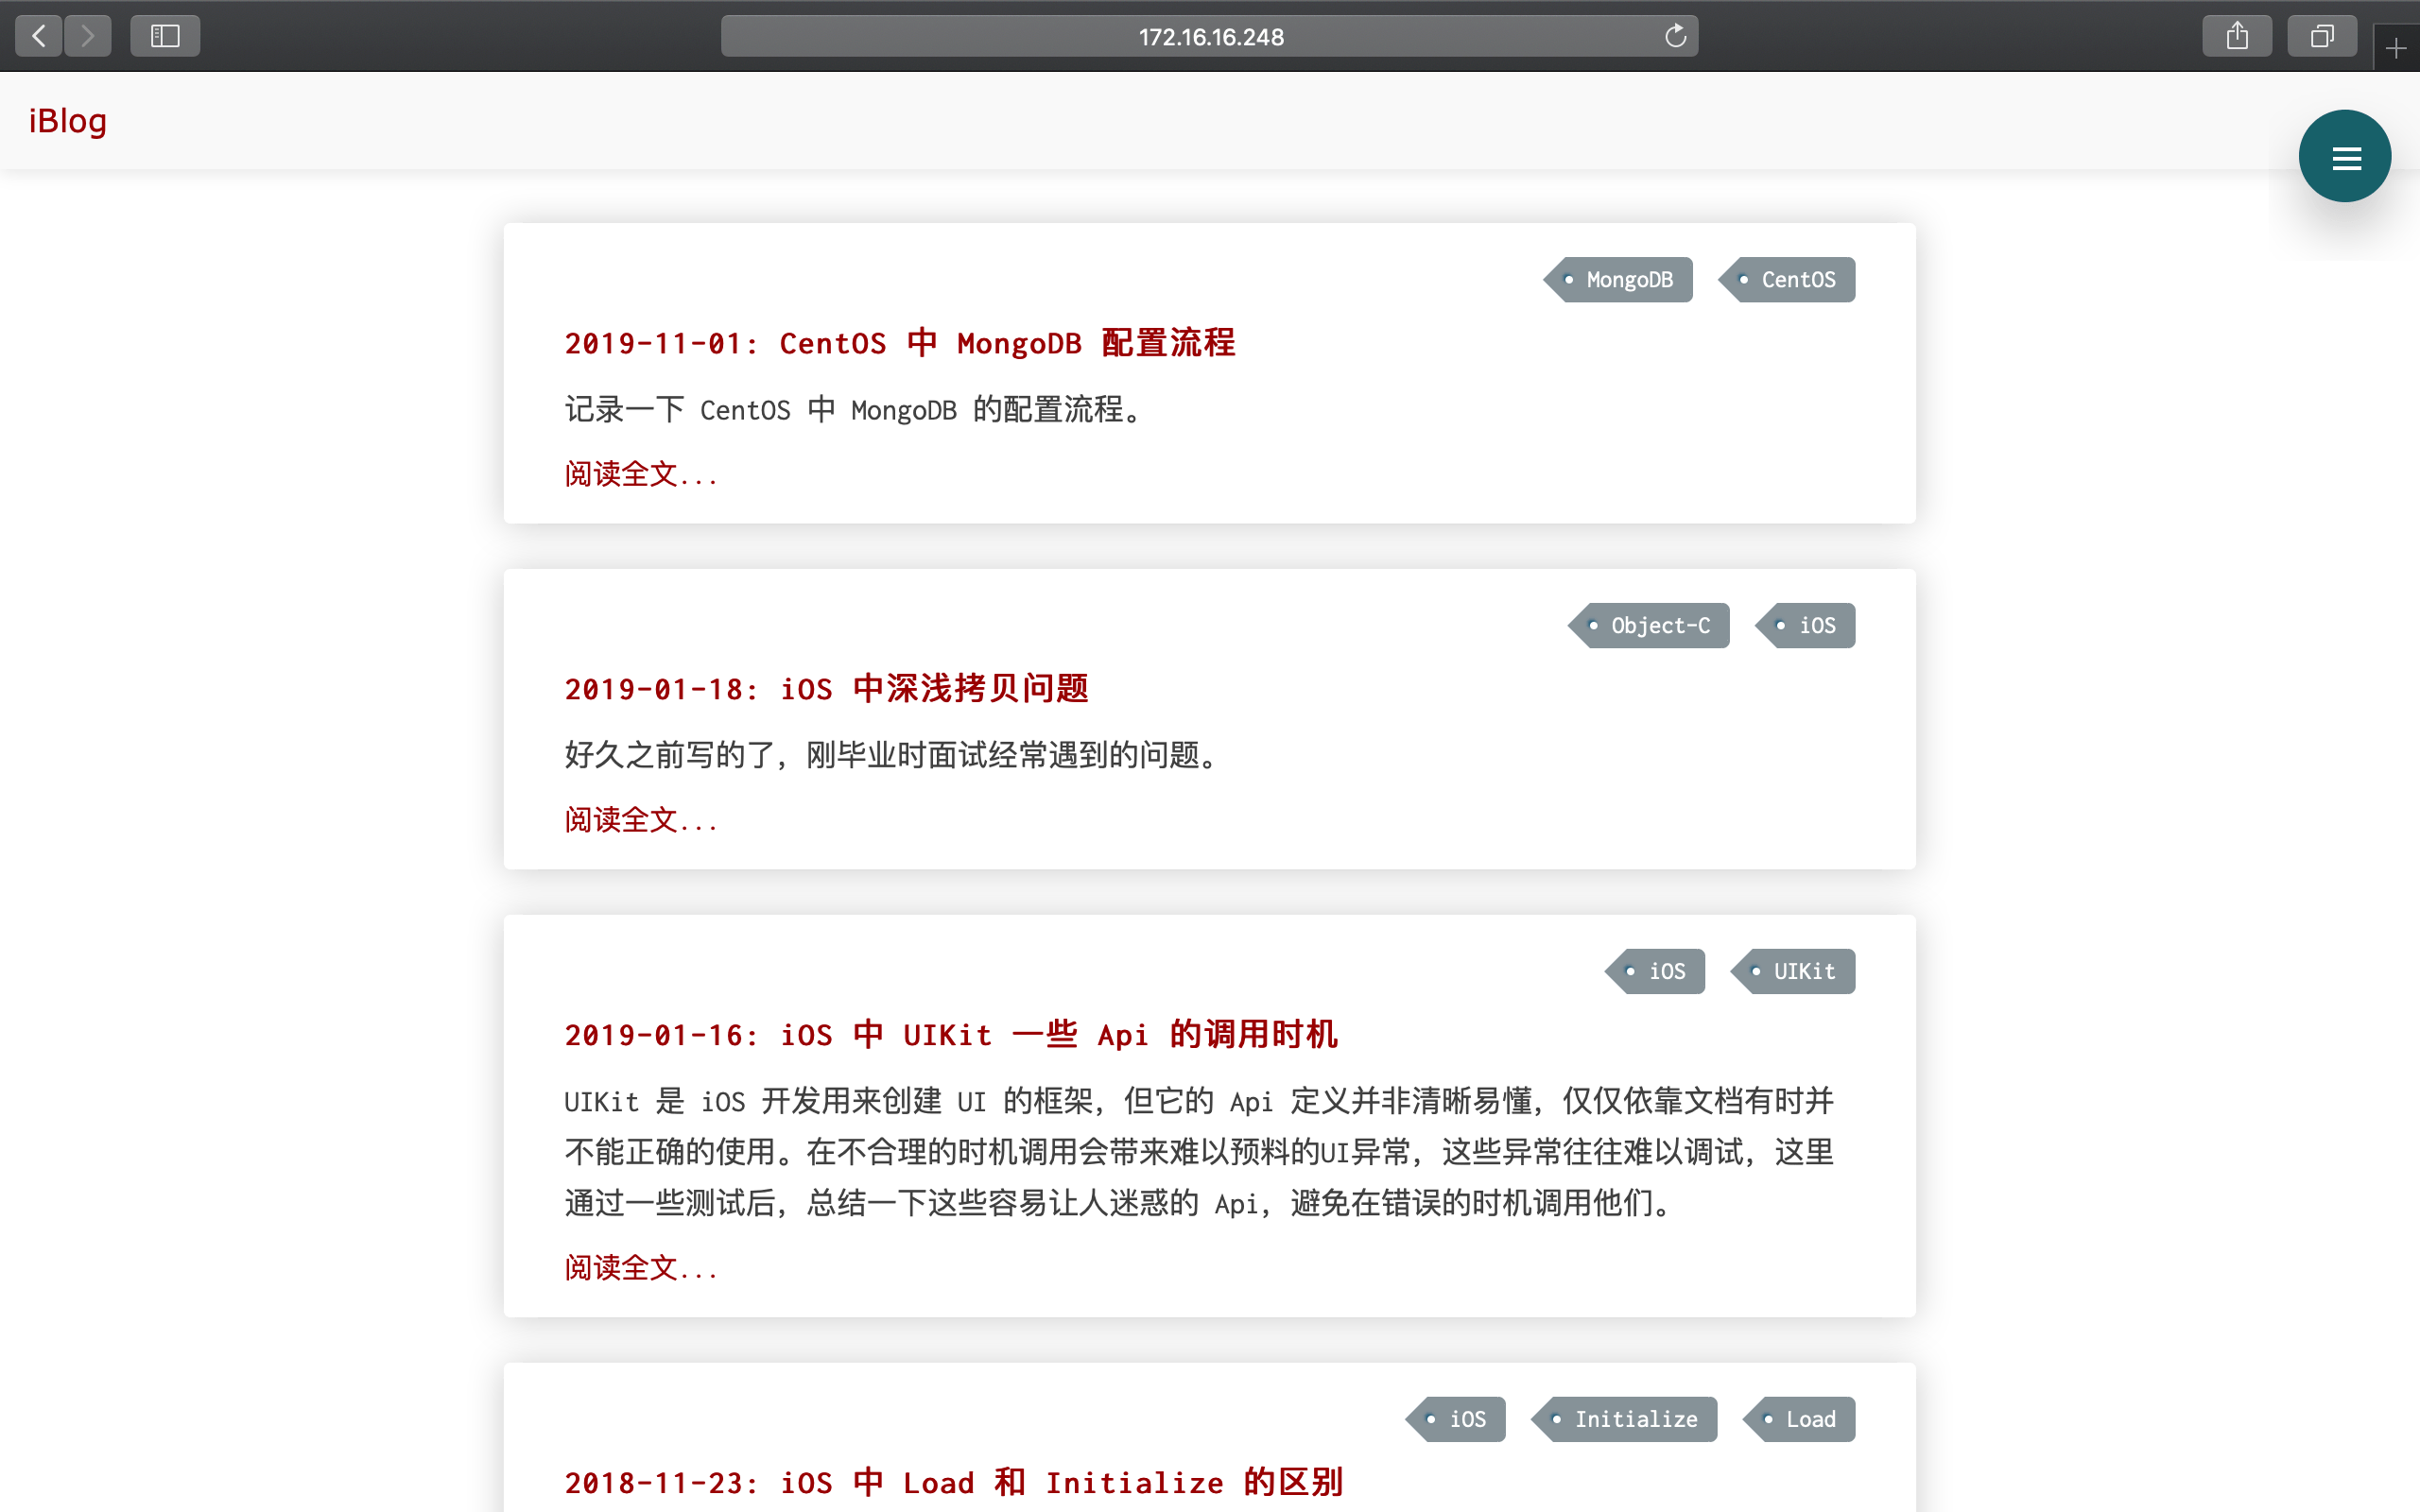 172.16.16.248
iBlog
MongoDB CentOS
2019-11-01: CentOS 中 MongoDB 配置流程
记录一下 CentOS 中 MongoDB 的配置流程。
阅读全文...
Object-C iOS
2019-01-18: iOS 中深浅拷贝问题
好久之前写的了，刚毕业时面试经常遇到的问题。
阅读全文...
iOS UIKit
2019-01-16: iOS 中 UIKit 一些 Api 的调用时机
UIKit 是 iOS 开发用来创建 UI 的框架，但它的 Api 定义并非清晰易懂，仅仅依靠文档有时并
不能正确的使用。在不合理的时机调用会带来难以预料的UI异常，这些异常往往难以调试，这里
通过一些测试后，总结一下这些容易让人迷惑的 Api，避免在错误的时机调用他们。
阅读全文...
iOS Initialize Load
2018-11-23: iOS 中 Load 和 Initialize 的区别